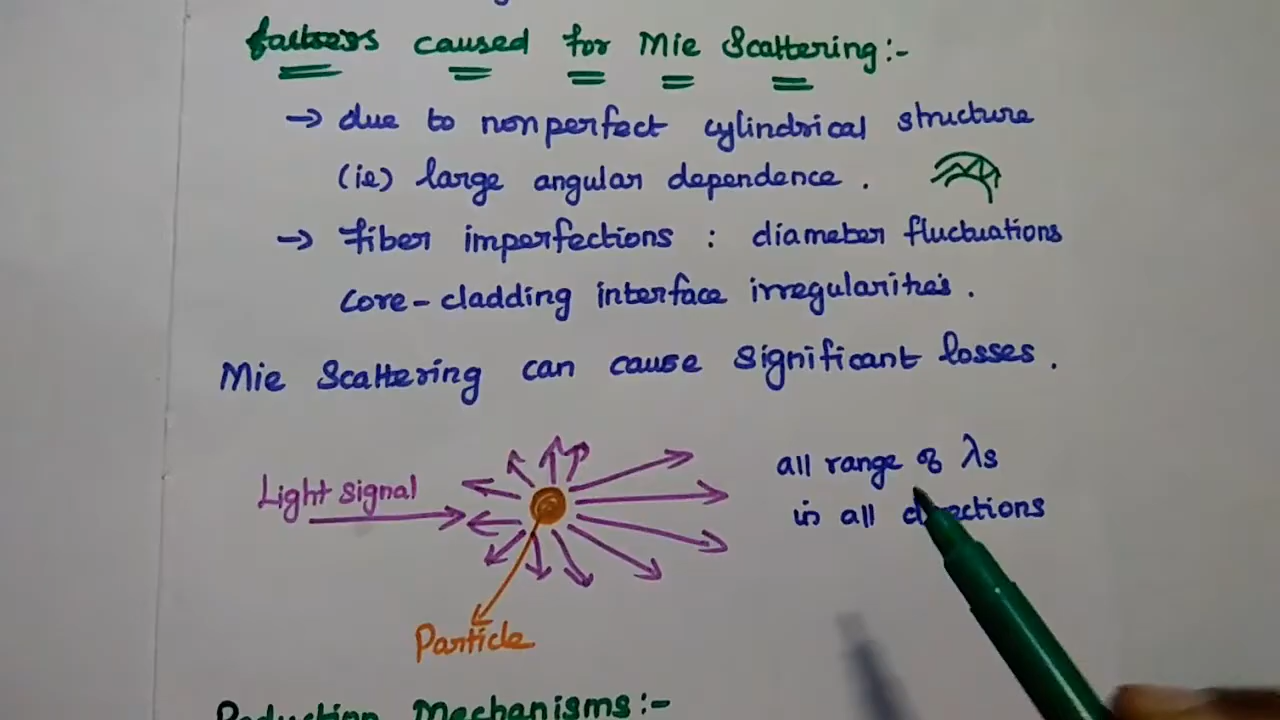 factors caused for Mie Scattering:-
→ due to nonperfect cylindrical structure
(ie) large angular dependence.
→ fiber imperfections : diameter fluctuations
core-cladding interface irregularities.
Mie Scattering can cause significant losses.
all range of λs
Light signal
in all directions
Particle
Reduction Mechanisms:-